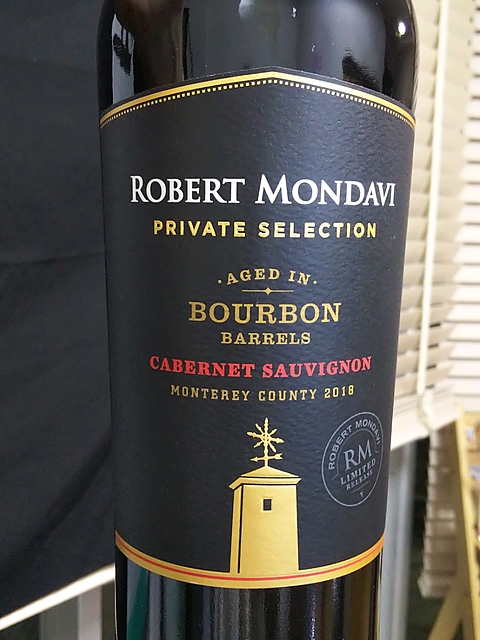 ROBERT MONDAVI
PRIVATE SELECTION
·AGED IN·
BOURBON
BARRELS
CABERNET SAUVIGNON
MONTEREY COUNTY 2018
ROBERT MONDAVI
RM
LIMITED
RELEASE